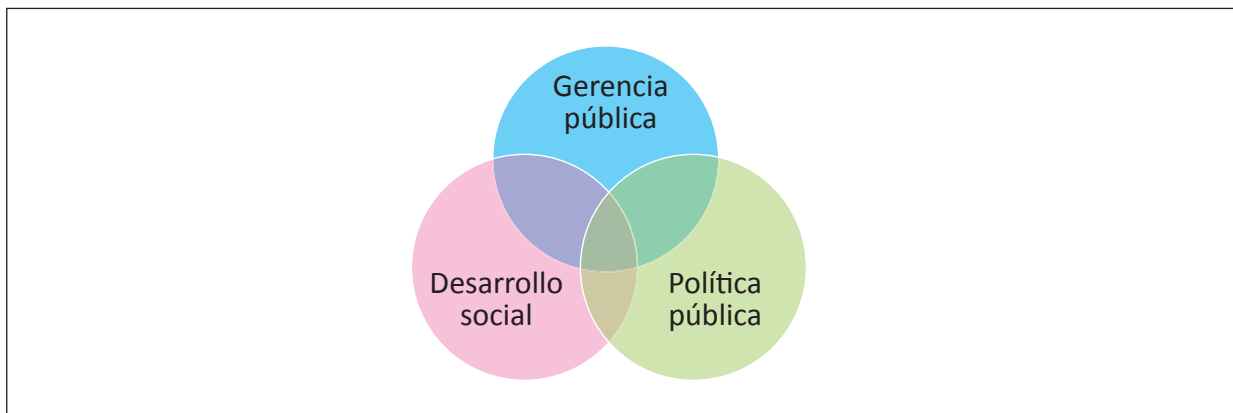 Gerencia
pública
Desarrollo
social
Política
pública